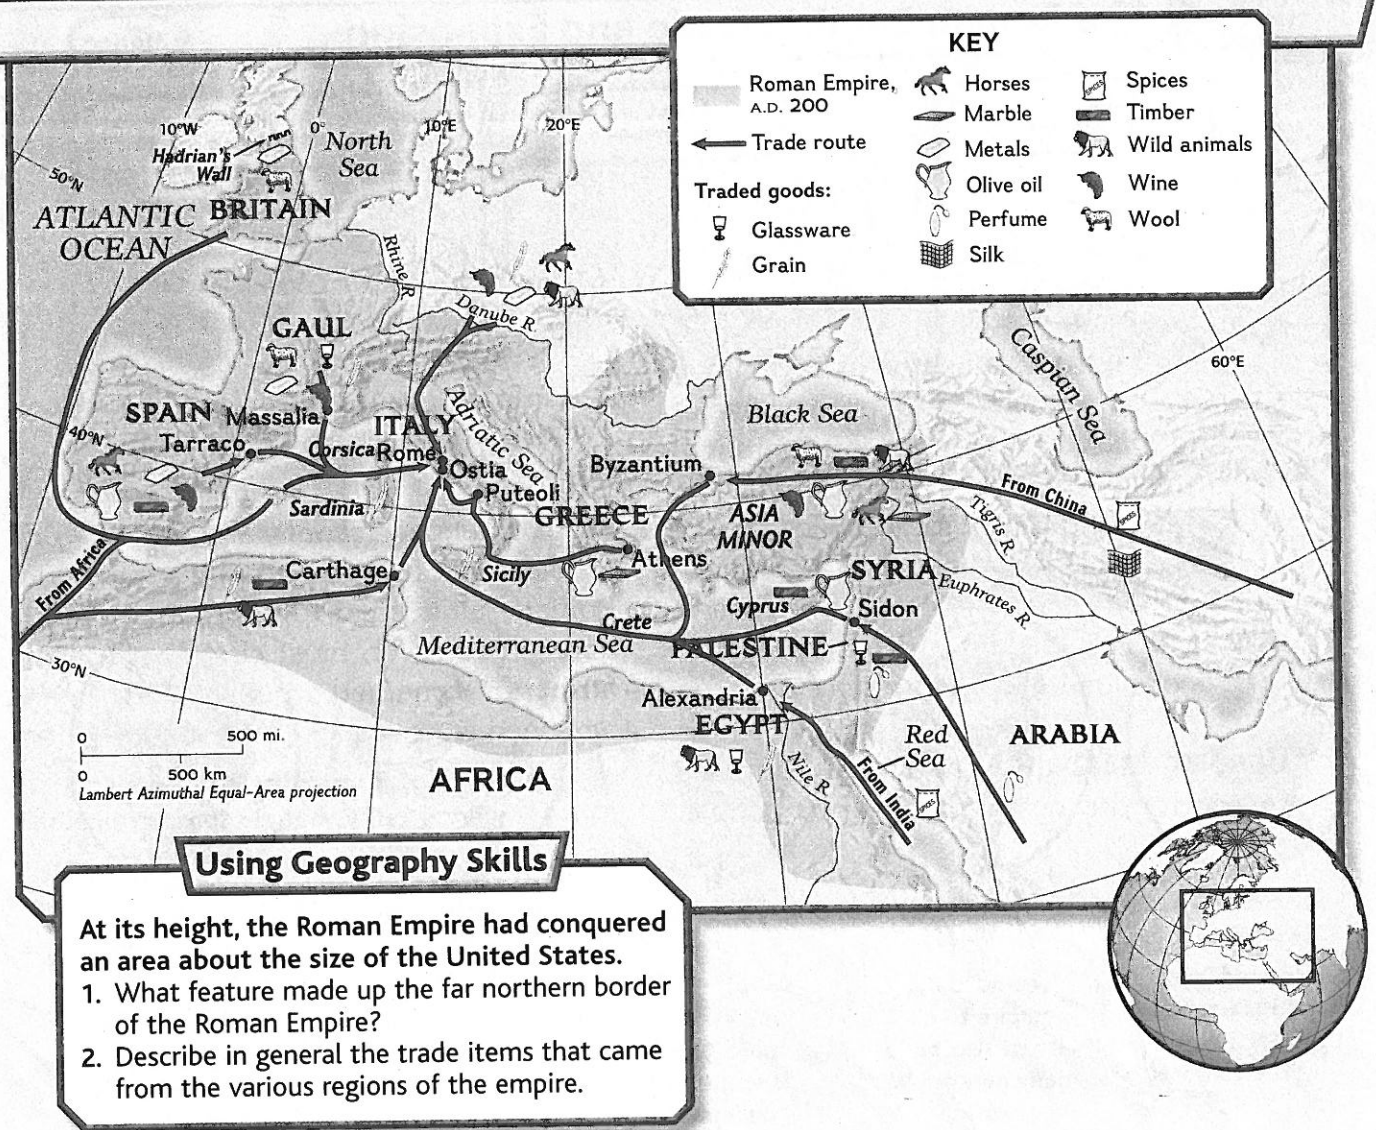 KEY
Roman Empire,
A.D. 200
Trade route
Traded goods:
Glassware
Grain
Horses
Marble
Metals
Olive oil
Perfume
Silk
Spices
SPICES
Timber
Wild animals
Wine
Wool
10°W
0°
10°E
20°E
60°E
50°N
40°N
30°N
Hadrian's
Wall
North
Sea
ATLANTIC
OCEAN
BRITAIN
Rhine R.
Danube R.
GAUL
SPAIN
Massalia
Tarraco
Corsica
ITALY
Rome
Ostia
Adriatic Sea
Puteoli
Sardinia
GREECE
Byzantium
Black Sea
Caspian Sea
ASIA
MINOR
From China
SPICES
Tigris R.
Athens
Sicily
Carthage
From Africa
SYRIA
Euphrates R.
Cyprus
Sidon
Crete
Mediterranean Sea
PALESTINE
Alexandria
EGYPT
Nile R.
From India
SPICES
Red
Sea
ARABIA
AFRICA
0 500 mi.
0 500 km
Lambert Azimuthal Equal-Area projection
Using Geography Skills
At its height, the Roman Empire had conquered
an area about the size of the United States.
1. What feature made up the far northern border
of the Roman Empire?
2. Describe in general the trade items that came
from the various regions of the empire.